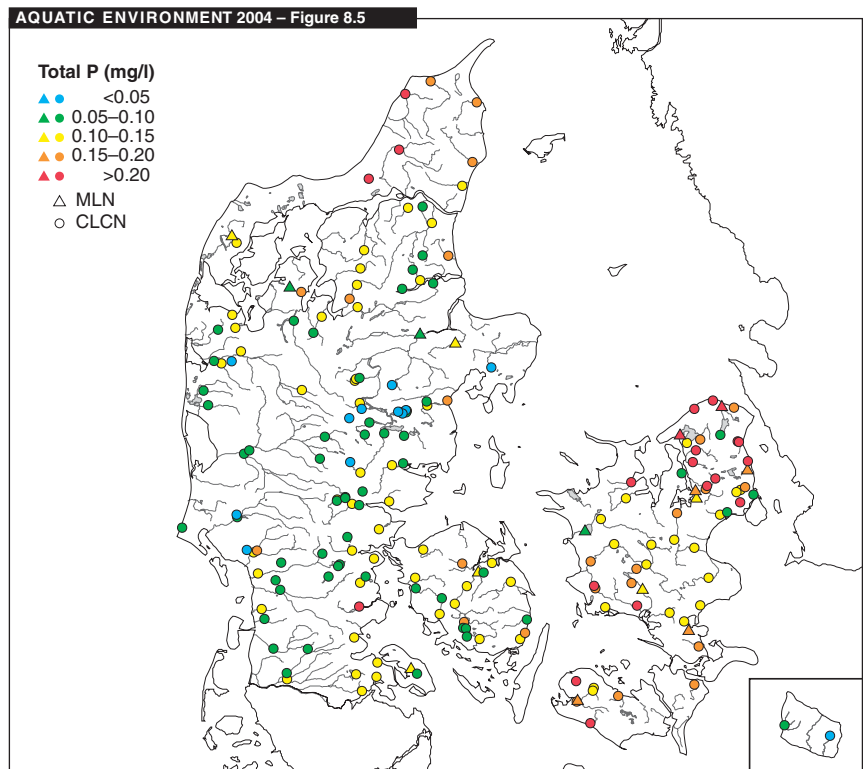 AQUATIC ENVIRONMENT 2004 – Figure 8.5
Total P (mg/l)
<0.05
0.05–0.10
0.10–0.15
0.15–0.20
>0.20
MLN
CLCN